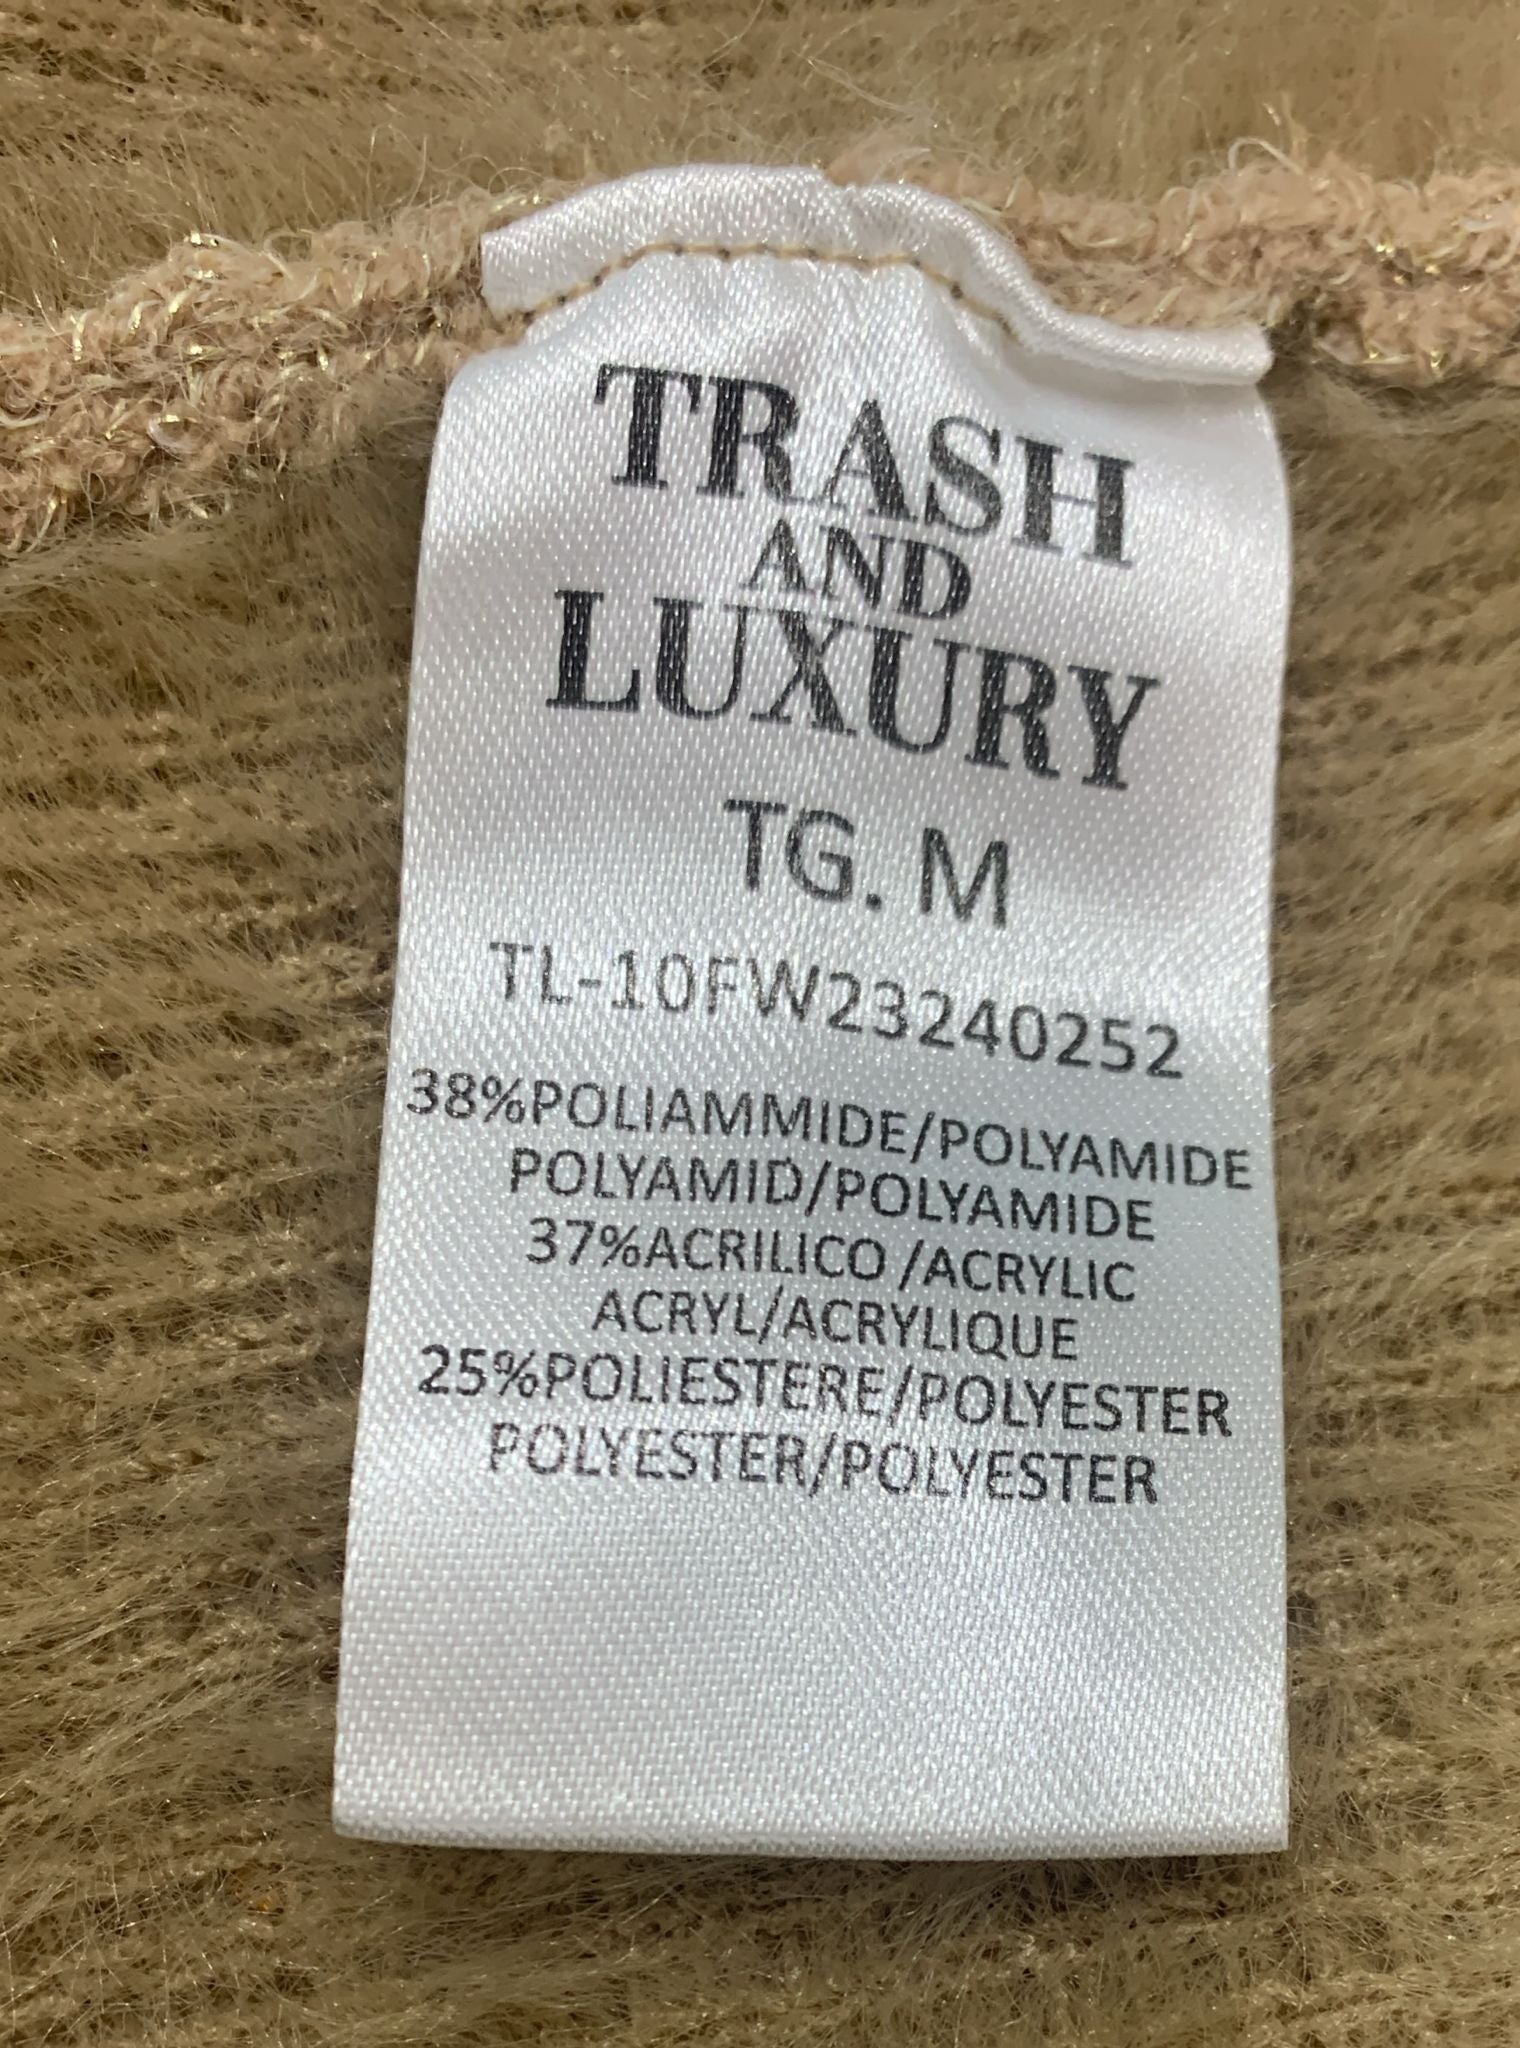 TRASH
AND
LUXURY
TG. M
TL-10FW23240252
38%POLIAMMIDE/POLYAMIDE
POLYAMID/POLYAMIDE
37%ACRILICO /ACRYLIC
ACRYL/ACRYLIQUE
25%POLIESTERE/POLYESTER
POLYESTER/POLYESTER